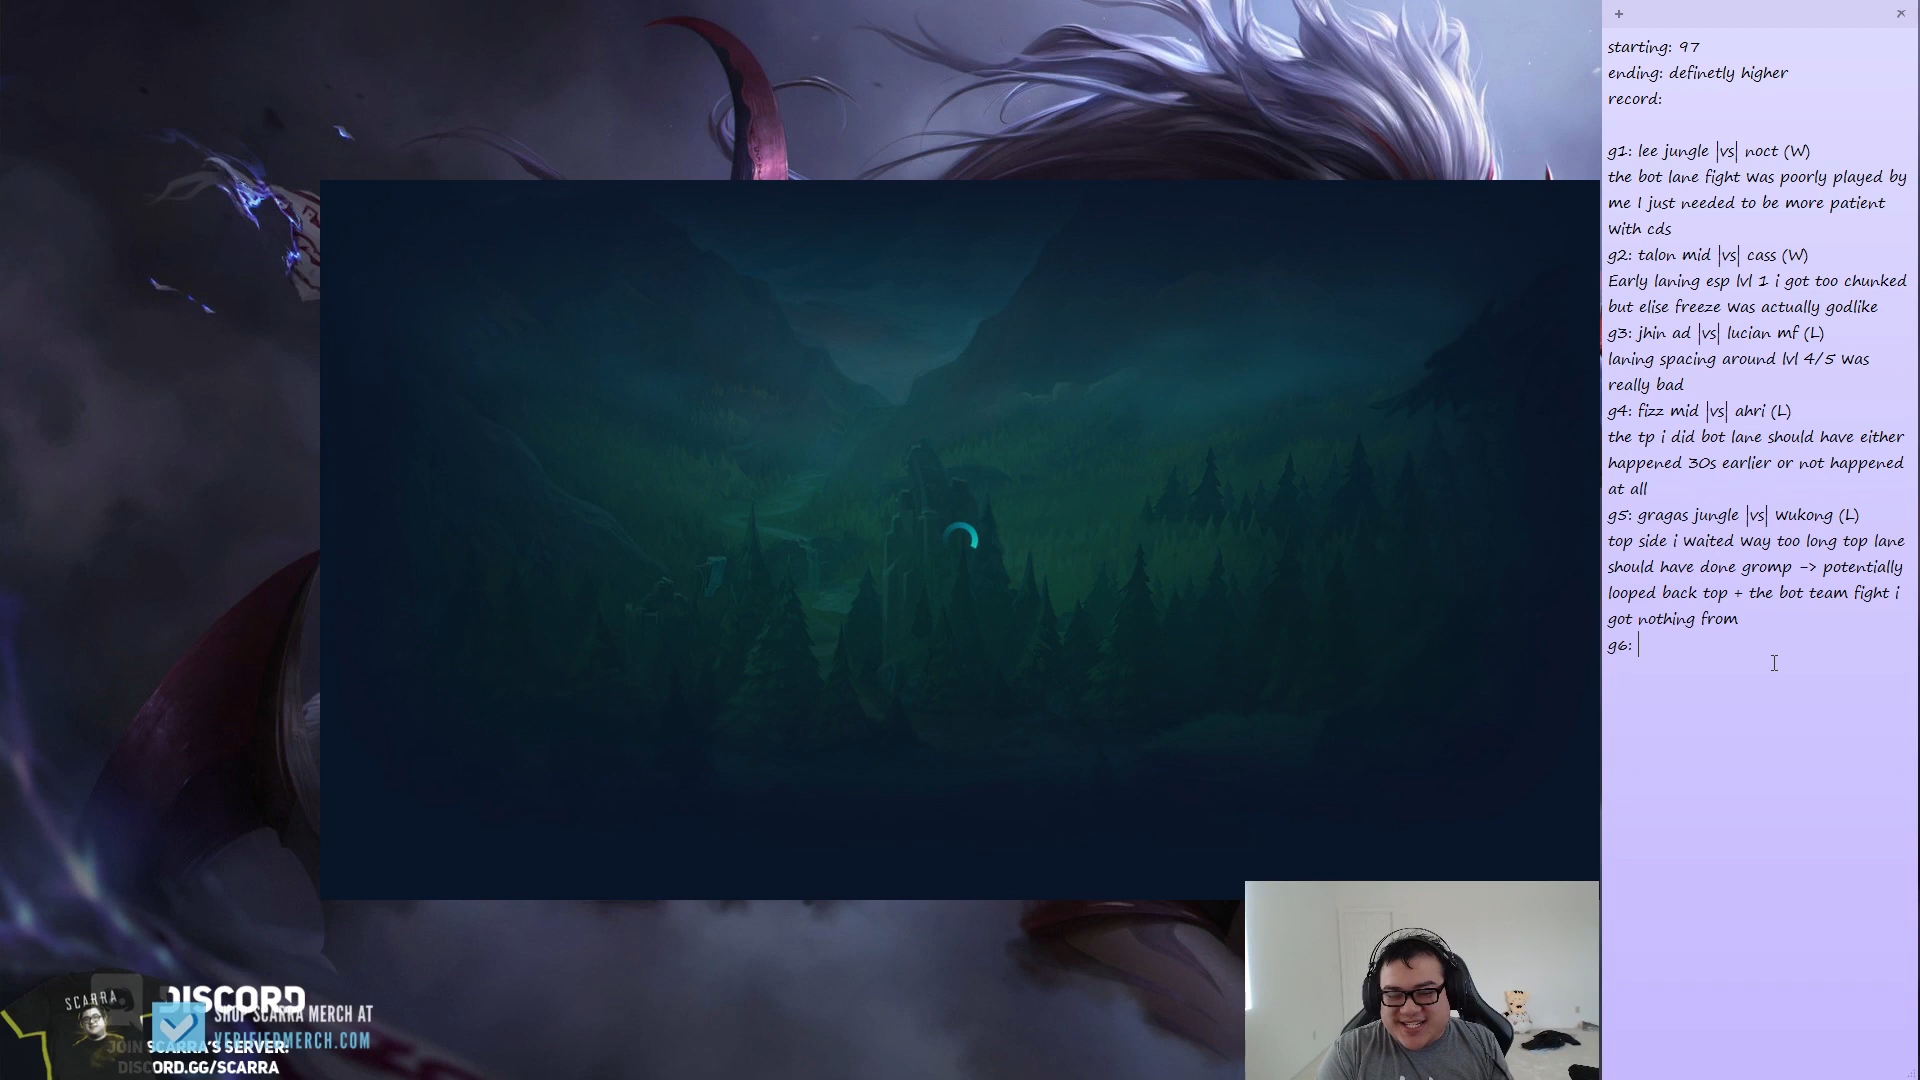 starting: 97
ending: definetly higher
record:
g1: lee jungle |vs| noct (W)
the bot lane fight was poorly played by
me I just needed to be more patient
with cds
g2: talon mid |vs| cass (W)
Early laning esp lvl 1 i got too chunked
but elise freeze was actually godlike
g3: jhin ad |vs| lucian mf (L)
laning spacing around lvl 4/5 was
really bad
g4: fizz mid |vs| ahri (L)
the tp i did bot lane should have either
happened 30s earlier or not happened
at all
g5: gragas jungle |vs| wukong (L)
top side i waited way too long top lane
should have done gromp -> potentially
looped back top + the bot team fight i
got nothing from
g6:
SCARRA
DISCORD
SHOP SCARRA MERCH AT
VERIFIEDMERCH.COM
JOIN SCARRA'S SERVER:
DISCORD.GG/SCARRA